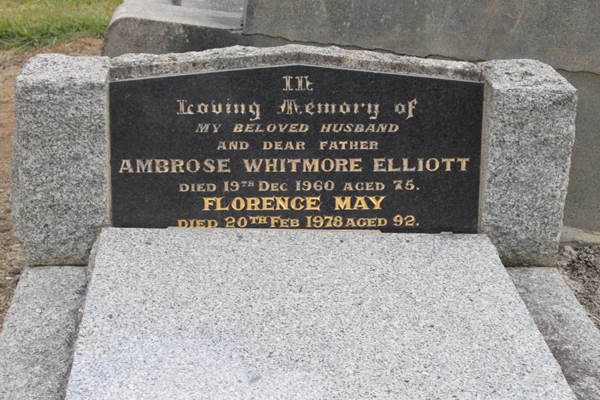 In
Loving Memory of
MY BELOVED HUSBAND
AND DEAR FATHER
AMBROSE WHITMORE ELLIOTT
DIED 19TH DEC 1960 AGED 75.
FLORENCE MAY
DIED 20TH FEB 1978 AGED 92.